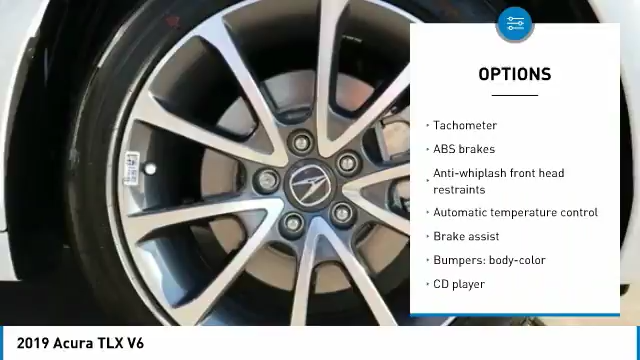 OPTIONS
Tachometer
ABS brakes
Anti-whiplash front head
restraints
Automatic temperature control
Brake assist
Bumpers: body-color
CD player
2019 Acura TLX V6